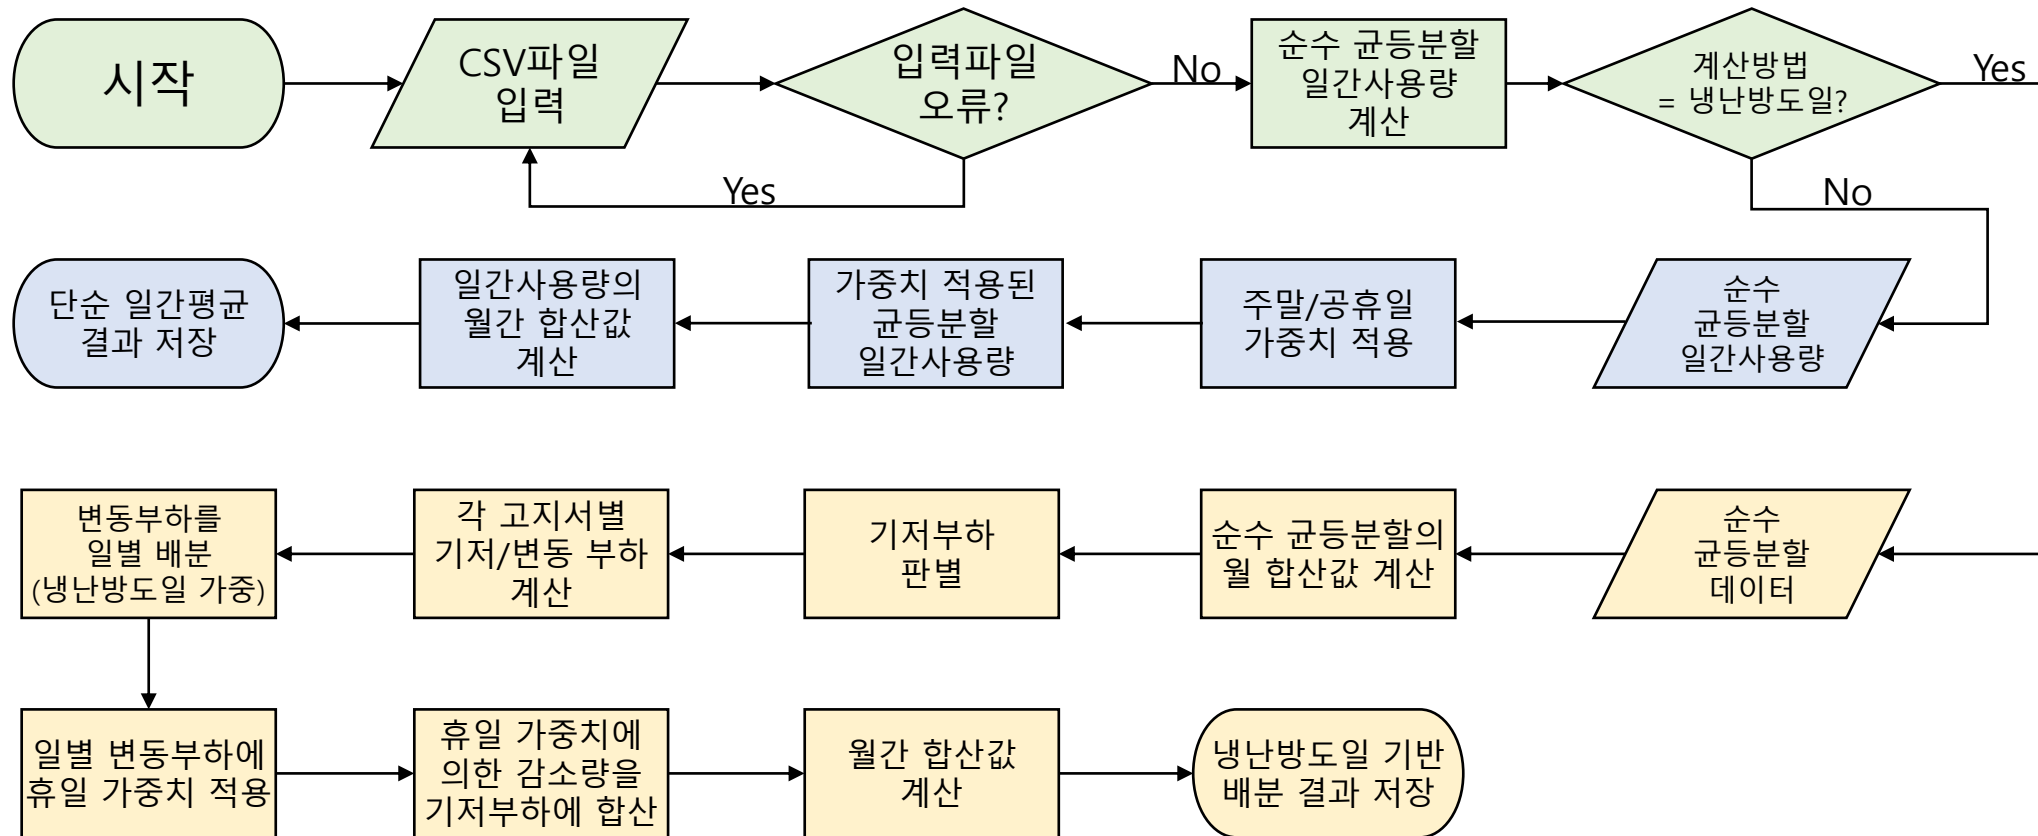 시작
CSV파일
입력
입력파일
오류?
No
Yes
순수 균등분할
일간사용량
계산
계산방법
= 냉난방도일?
Yes
No
순수
균등분할
일간사용량
주말/공휴일
가중치 적용
가중치 적용된
균등분할
일간사용량
일간사용량의
월간 합산값
계산
단순 일간평균
결과 저장
순수
균등분할
데이터
순수 균등분할의
월 합산값 계산
기저부하
판별
각 고지서별
기저/변동 부하
계산
변동부하를
일별 배분
(냉난방도일 가중)
일별 변동부하에
휴일 가중치 적용
휴일 가중치에
의한 감소량을
기저부하에 합산
월간 합산값
계산
냉난방도일 기반
배분 결과 저장